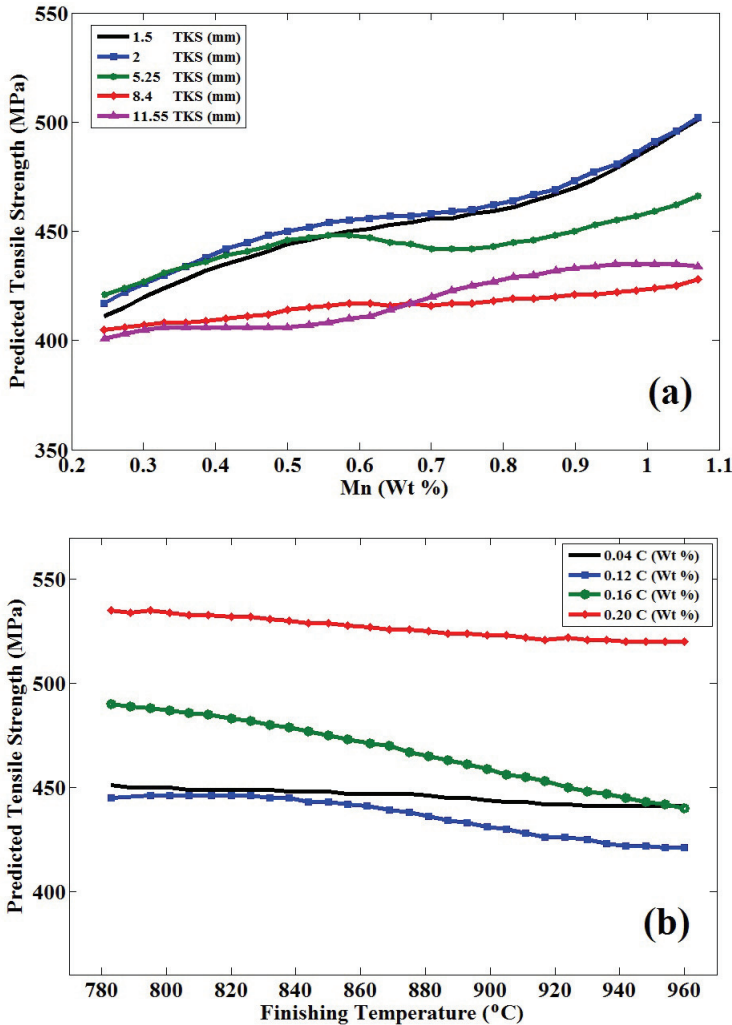 550
500
450
400
350
Predicted Tensile Strength (MPa)
1.5 TKS (mm)
2 TKS (mm)
5.25 TKS (mm)
8.4 TKS (mm)
11.55 TKS (mm)
(a)
0.2 0.3 0.4 0.5 0.6 0.7 0.8 0.9 1 1.1
Mn (Wt %)
550
500
450
400
Predicted Tensile Strength (MPa)
0.04 C (Wt %)
0.12 C (Wt %)
0.16 C (Wt %)
0.20 C (Wt %)
(b)
780 800 820 840 860 880 900 920 940 960
Finishing Temperature (⁰C)